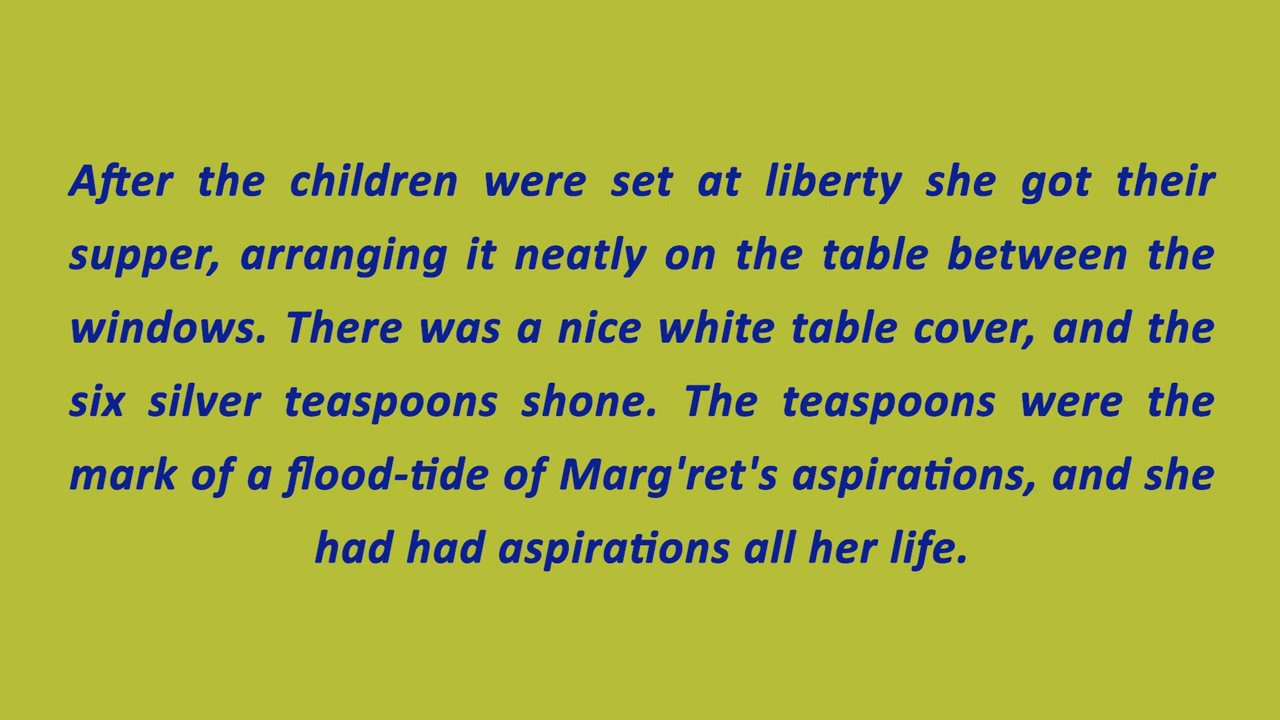 After the children were set at liberty she got their
supper, arranging it neatly on the table between the
windows. There was a nice white table cover, and the
six silver teaspoons shone. The teaspoons were the
mark of a flood-tide of Marg'ret's aspirations, and she
had had aspirations all her life.